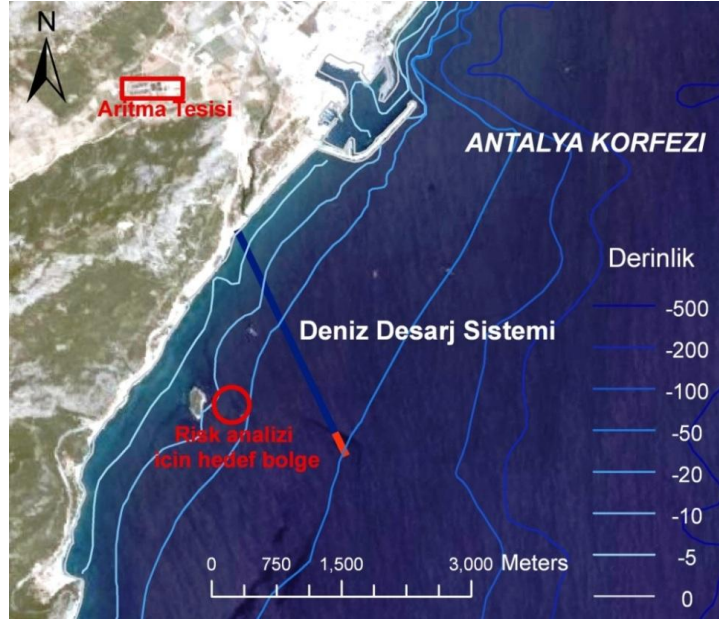 N
Aritma Tesisi
ANTALYA KORFEZI
Derinlik
-500
-200
-100
-50
-20
-10
-5
0
Deniz Desarj Sistemi
Risk analizi
icin hedef bolge
0 750 1,500 3,000 Meters